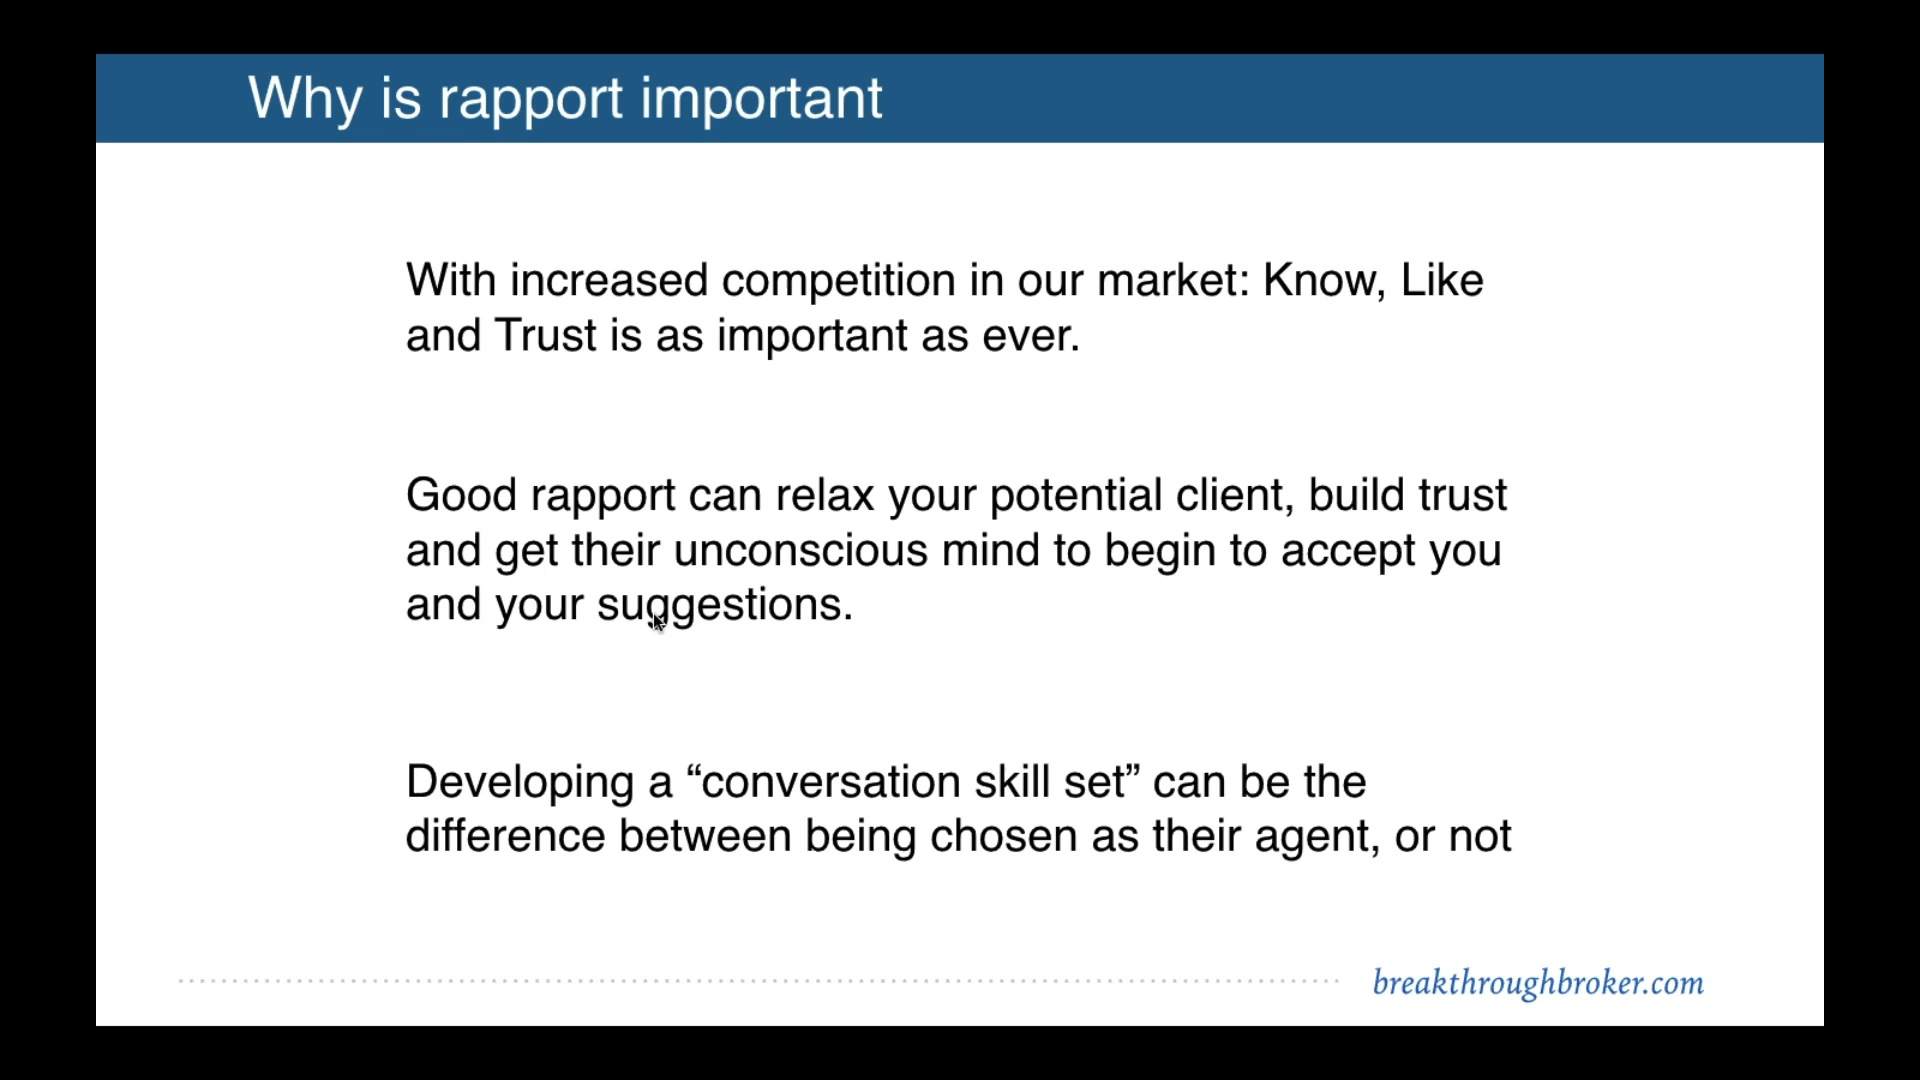 Why is rapport important
With increased competition in our market: Know, Like
and Trust is as important as ever.
Good rapport can relax your potential client, build trust
and get their unconscious mind to begin to accept you
and your suggestions.
Developing a “conversation skill set” can be the
difference between being chosen as their agent, or not
breakthroughbroker.com